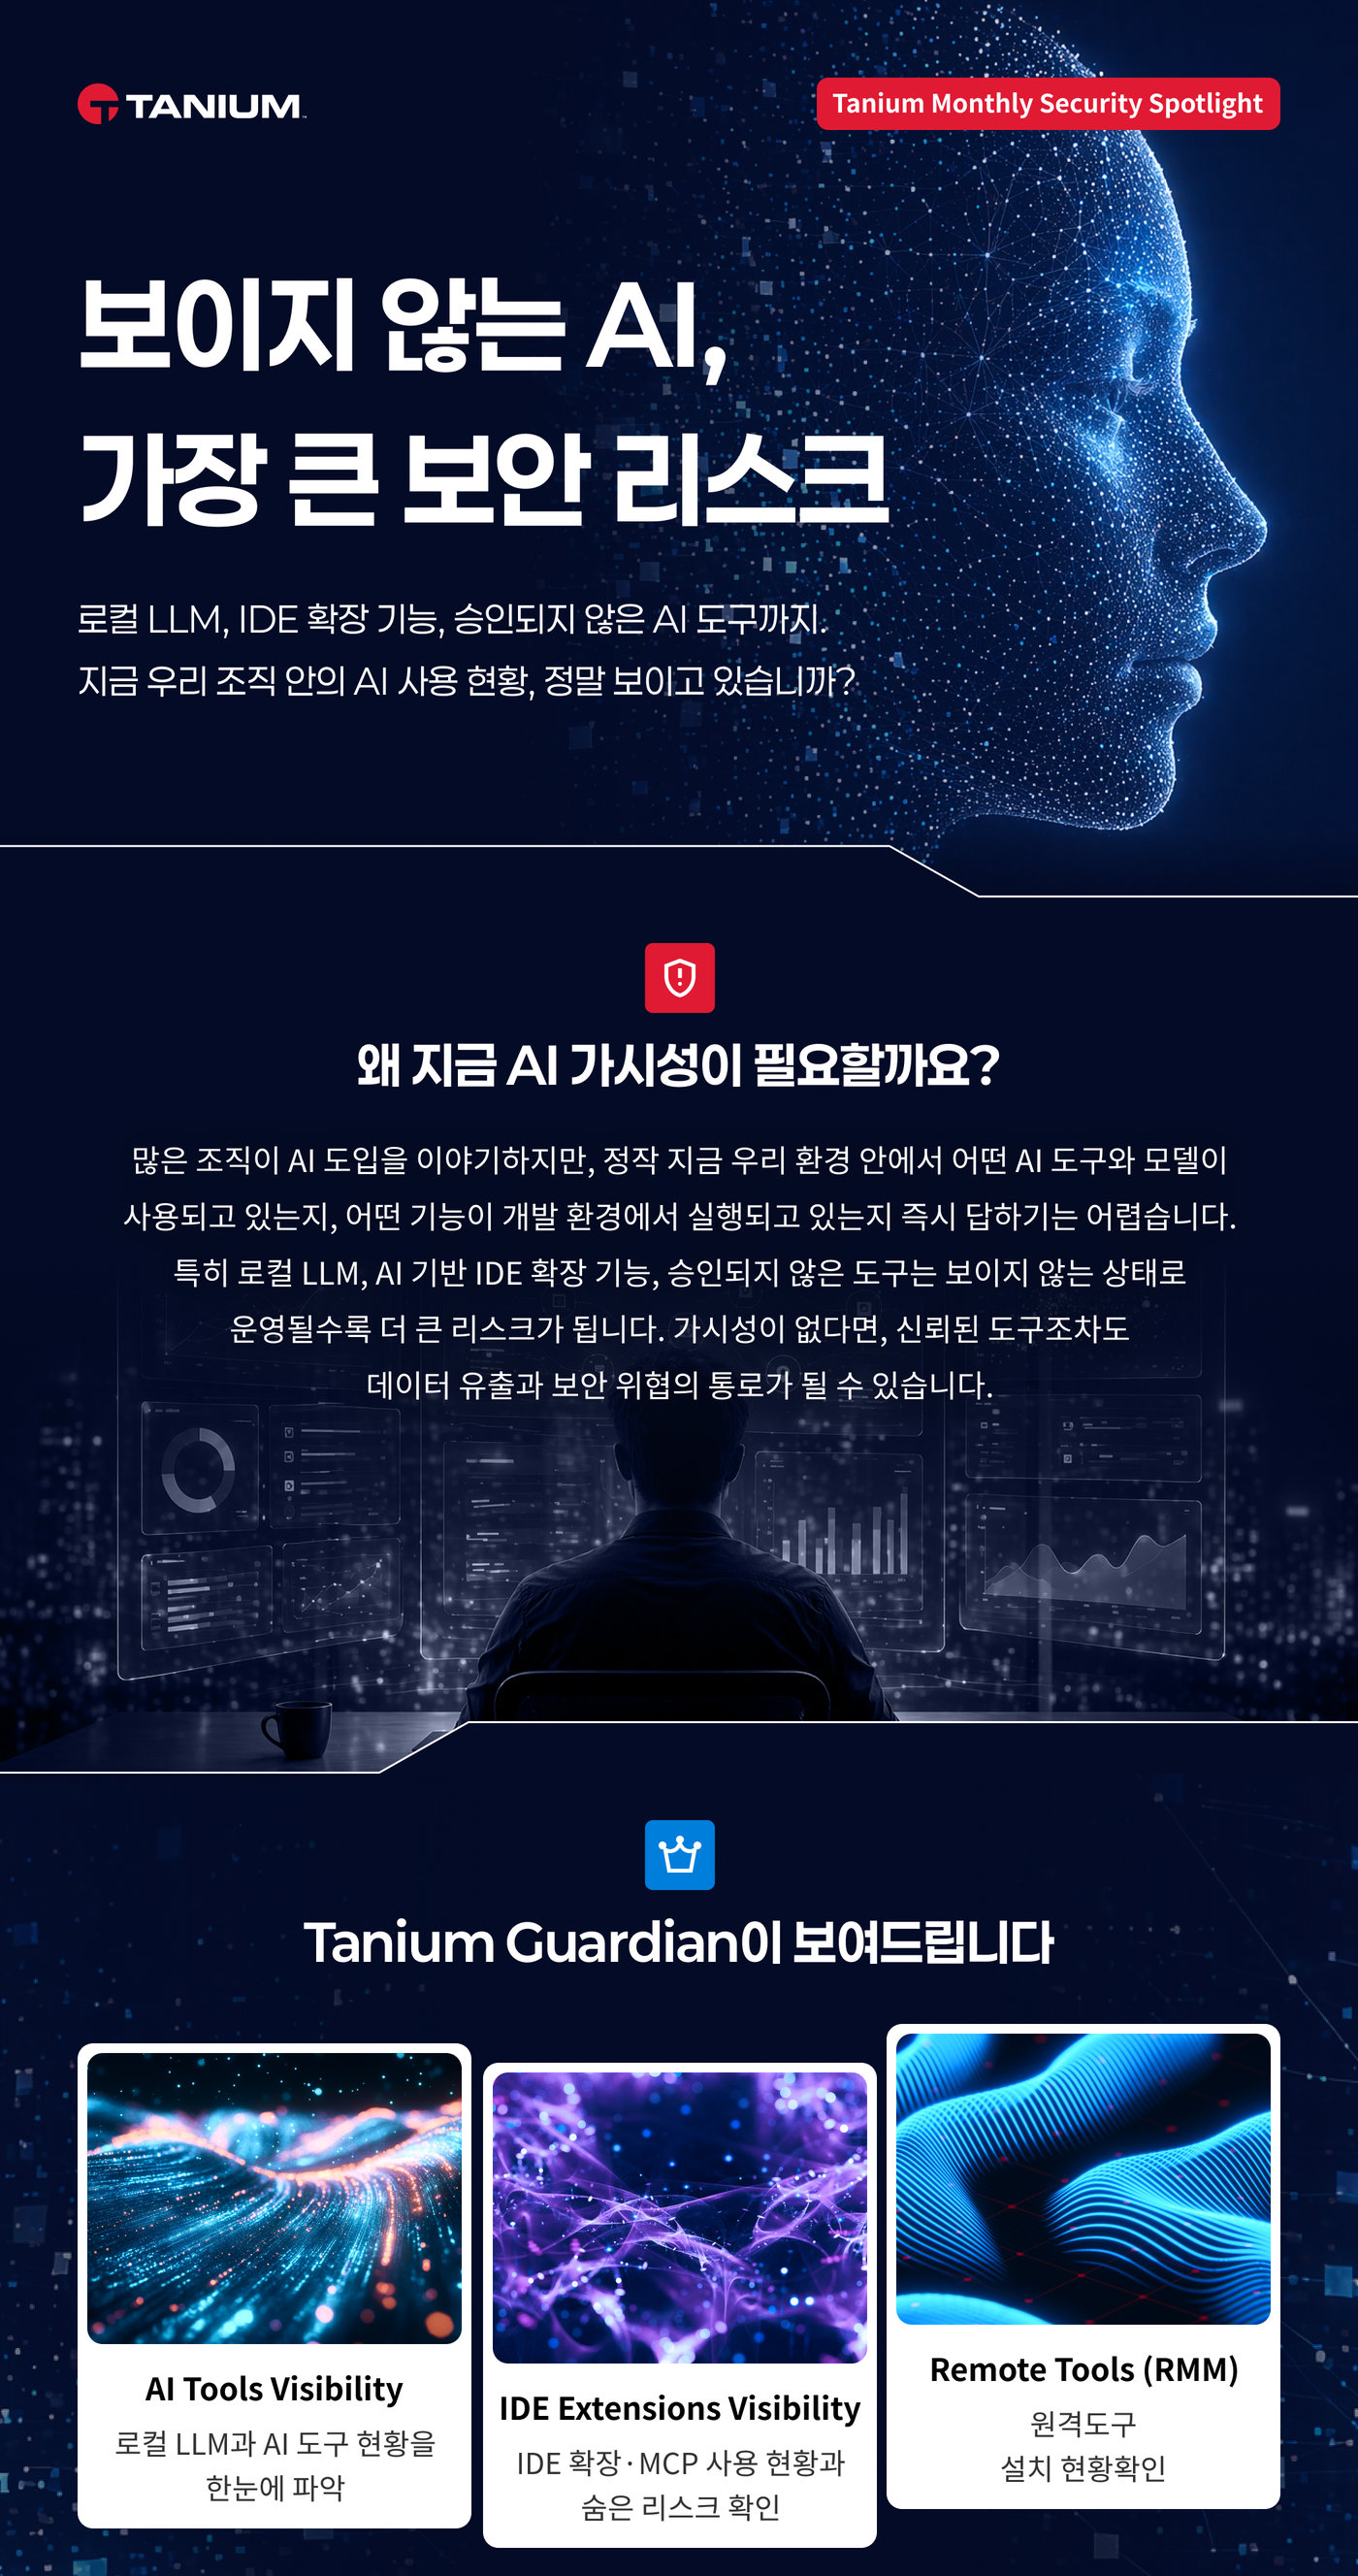 TANIUM
Tanium Monthly Security Spotlight
보이지 않는 AI,
가장 큰 보안 리스크
로컬 LLM, IDE 확장 기능, 승인되지 않은 AI 도구까지.
지금 우리 조직 안의 AI 사용 현황, 정말 보이고 있습니까?
왜 지금 AI 가시성이 필요할까요?
많은 조직이 AI 도입을 이야기하지만, 정작 지금 우리 환경 안에서 어떤 AI 도구와 모델이
사용되고 있는지, 어떤 기능이 개발 환경에서 실행되고 있는지 즉시 답하기는 어렵습니다.
특히 로컬 LLM, AI 기반 IDE 확장 기능, 승인되지 않은 도구는 보이지 않는 상태로
운영될수록 더 큰 리스크가 됩니다. 가시성이 없다면, 신뢰된 도구조차도
데이터 유출과 보안 위협의 통로가 될 수 있습니다.
Tanium Guardian이 보여드립니다
AI Tools Visibility
로컬 LLM과 AI 도구 현황을
한눈에 파악
IDE Extensions Visibility
IDE 확장·MCP 사용 현황과
숨은 리스크 확인
Remote Tools (RMM)
원격도구
설치 현황확인